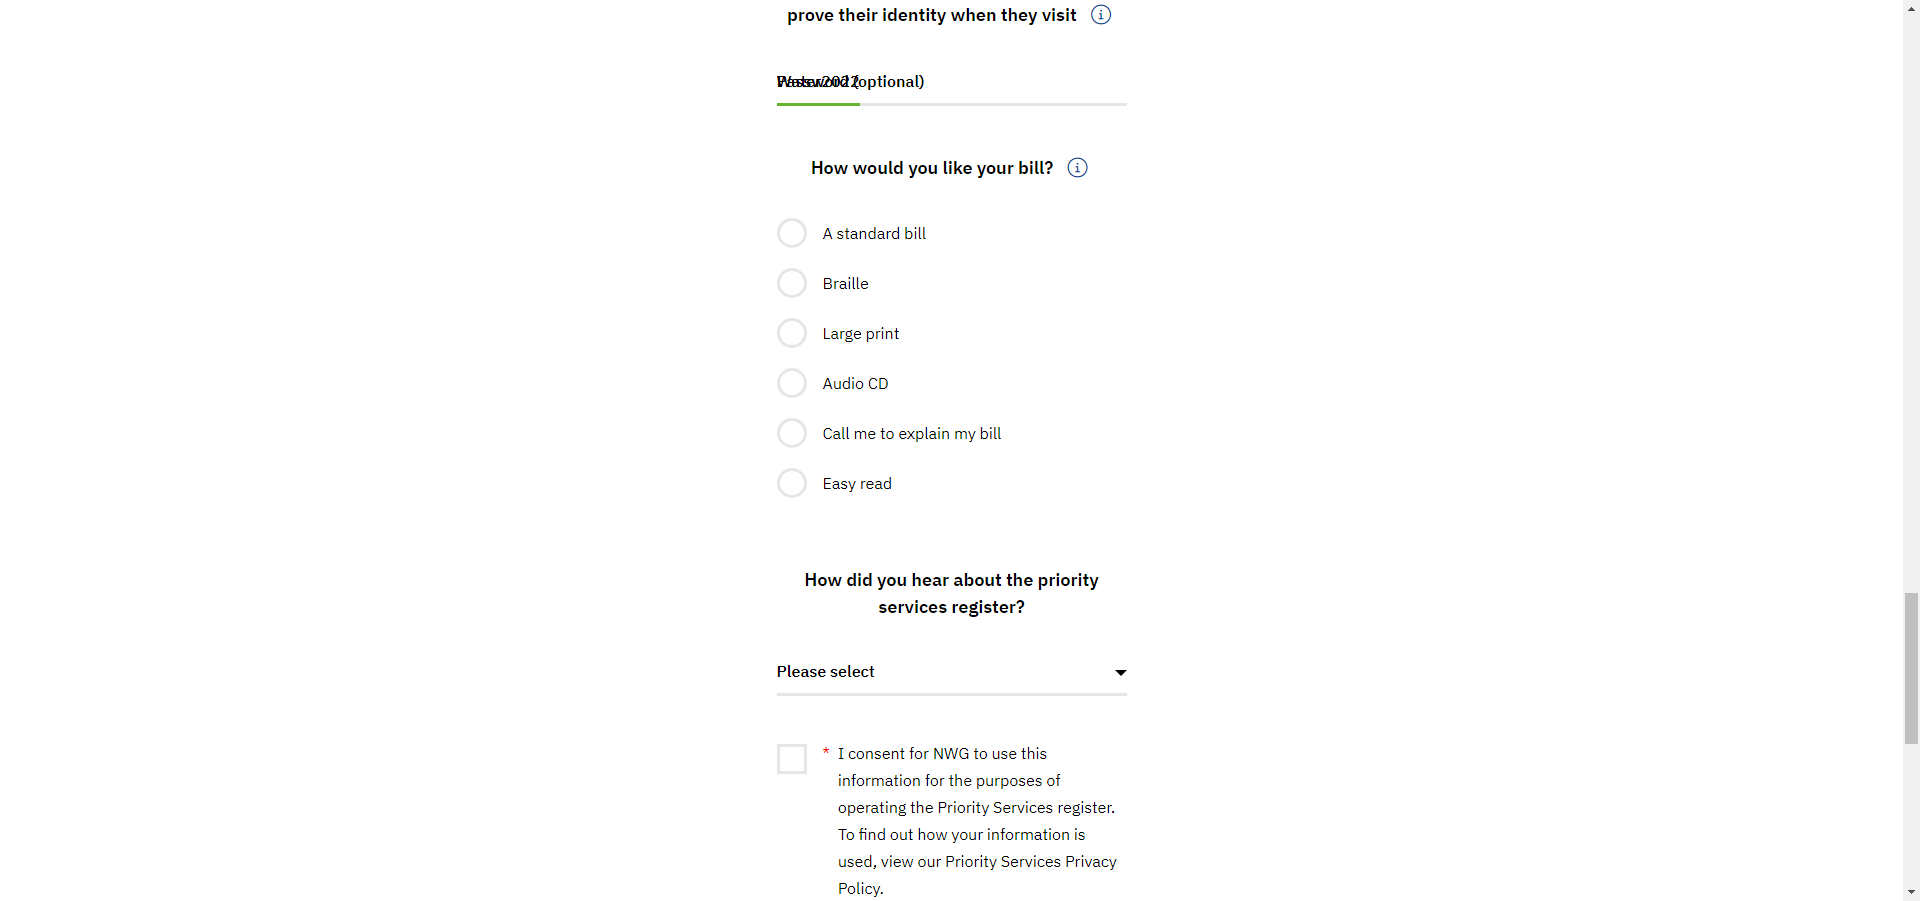 prove their identity when they visit
Password (optional)
Water2022
How would you like your bill?
A standard bill
Braille
Large print
Audio CD
Call me to explain my bill
Easy read
How did you hear about the priority
services register?
Please select
* I consent for NWG to use this
information for the purposes of
operating the Priority Services register.
To find out how your information is
used, view our Priority Services Privacy
Policy.